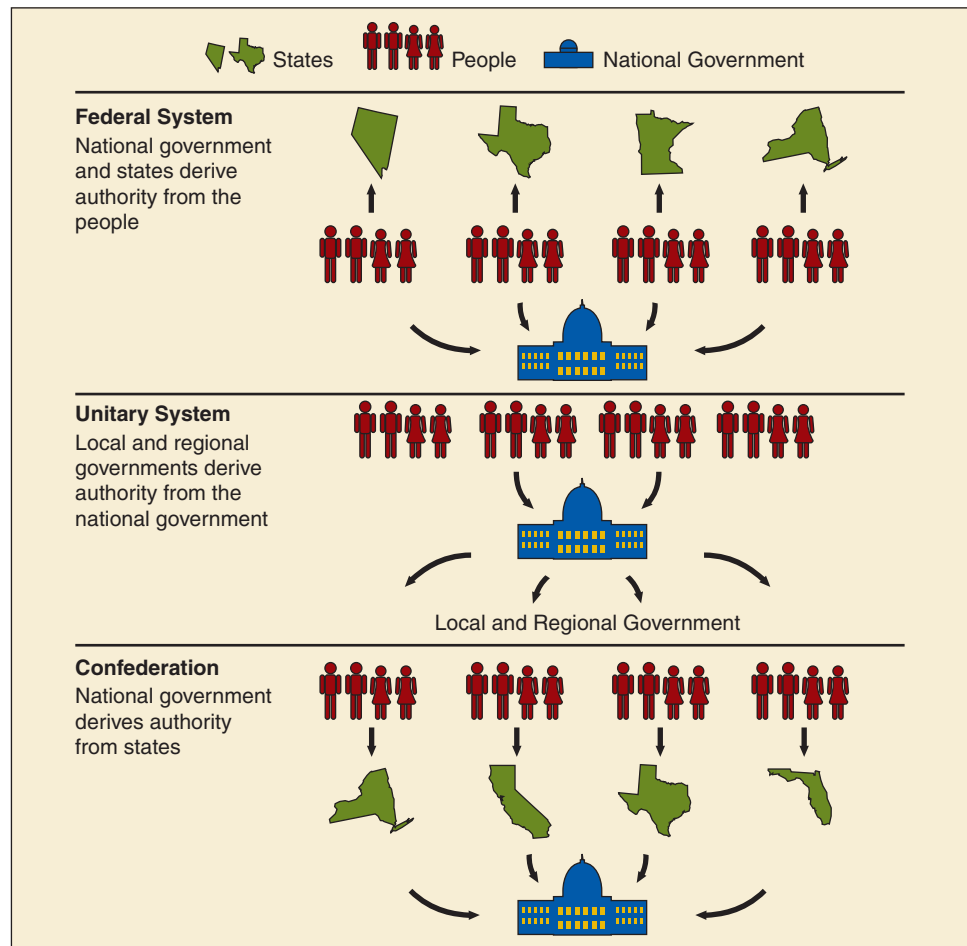 States People National Government
Federal System
National government
and states derive
authority from the
people
Unitary System
Local and regional
governments derive
authority from the
national government
Local and Regional Government
Confederation
National government
derives authority
from states